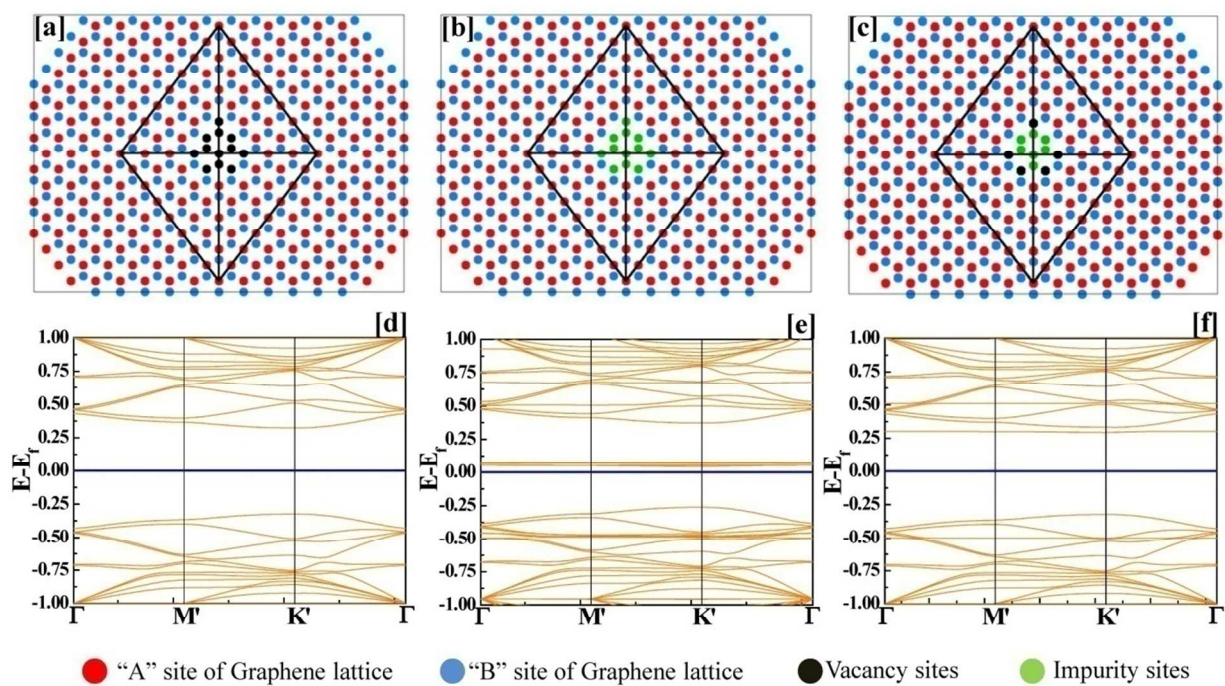 [a]
[b]
[c]
[d]
[e]
[f]
1.00
0.75
0.50
0.25
0.00
-0.25
-0.50
-0.75
-1.00
E-E_f
Γ M' K' Γ
1.00
0.75
0.50
0.25
0.00
-0.25
-0.50
-0.75
-1.00
E-E_f
Γ M' K' Γ
1.00
0.75
0.50
0.25
0.00
-0.25
-0.50
-0.75
-1.00
E-E_f
Γ M' K' Γ
“A” site of Graphene lattice
“B” site of Graphene lattice
Vacancy sites
Impurity sites